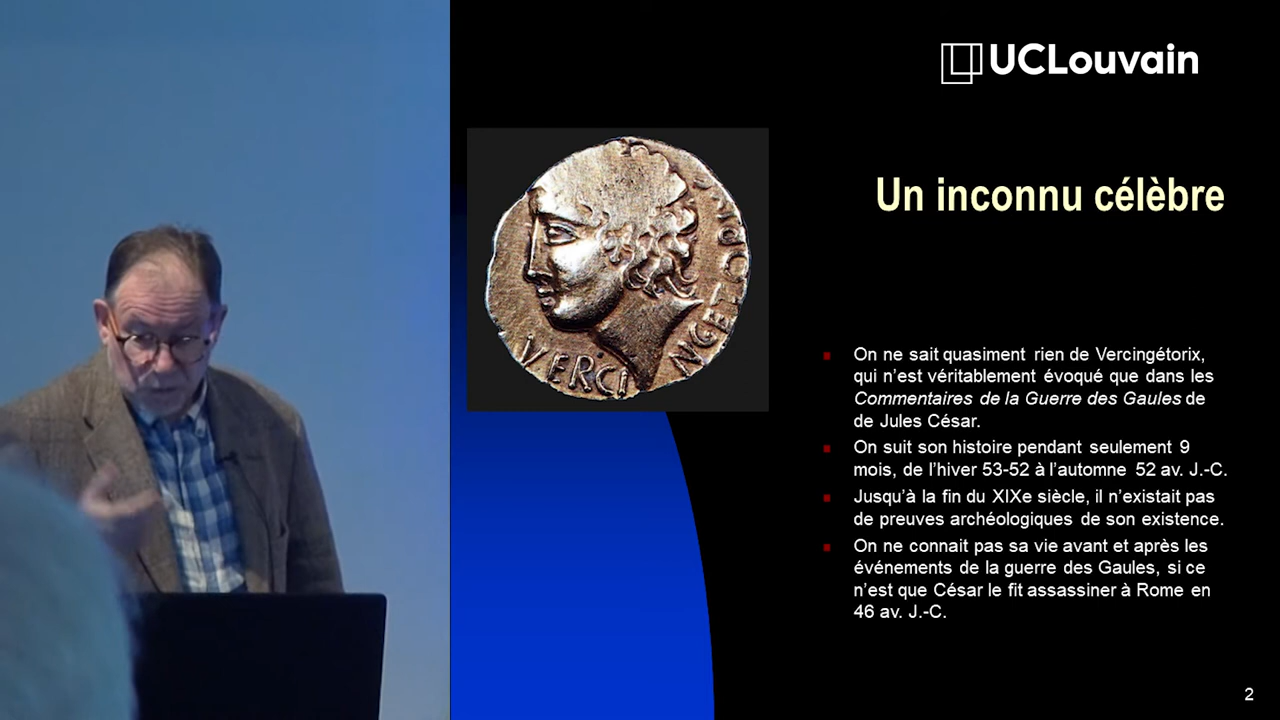 UCLouvain
Un inconnu célèbre
VERCI NGETORI
On ne sait quasiment rien de Vercingétorix,
qui n'est véritablement évoqué que dans les
Commentaires de la Guerre des Gaules de
de Jules César.
On suit son histoire pendant seulement 9
mois, de l'hiver 53-52 à l'automne 52 av. J.-C.
Jusqu'à la fin du XIXe siècle, il n'existait pas
de preuves archéologiques de son existence.
On ne connait pas sa vie avant et après les
événements de la guerre des Gaules, si ce
n'est que César le fit assassiner à Rome en
46 av. J.-C.
2